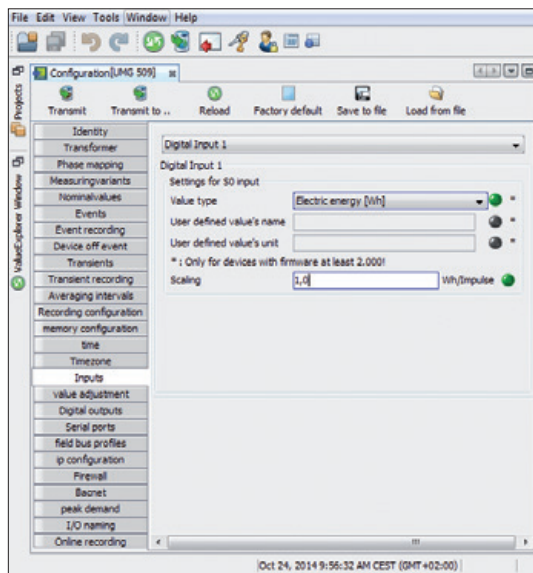 File Edit View Tools Window Help
Configuration[UMG 509]
Transmit Transmit to .. Reload Factory default Save to file Load from file
Projects
ValueExplorer Window
Identity
Transformer
Phase mapping
Measuringvariants
Nominalvalues
Events
Event recording
Device off event
Transients
Transient recording
Averaging intervals
Recording configuration
memory configuration
time
Timezone
Inputs
value adjustment
Digital outputs
Serial ports
field bus profiles
ip configuration
Firewall
Bacnet
peak demand
I/O naming
Online recording
Digital Input 1
Digital Input 1
Settings for S0 input
Value type Electric energy [Wh] *
User defined value's name *
User defined value's unit *
* : Only for devices with firmware at least 2.000!
Scaling 1,0 Wh/Impulse
Oct 24, 2014 9:56:32 AM CEST (GMT+02:00)